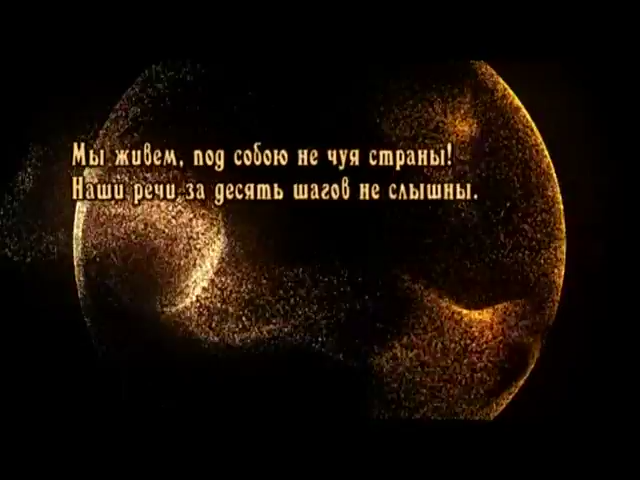 Мы живем, под собою не чуя страны!
Наши речи за десять шагов не слышны.